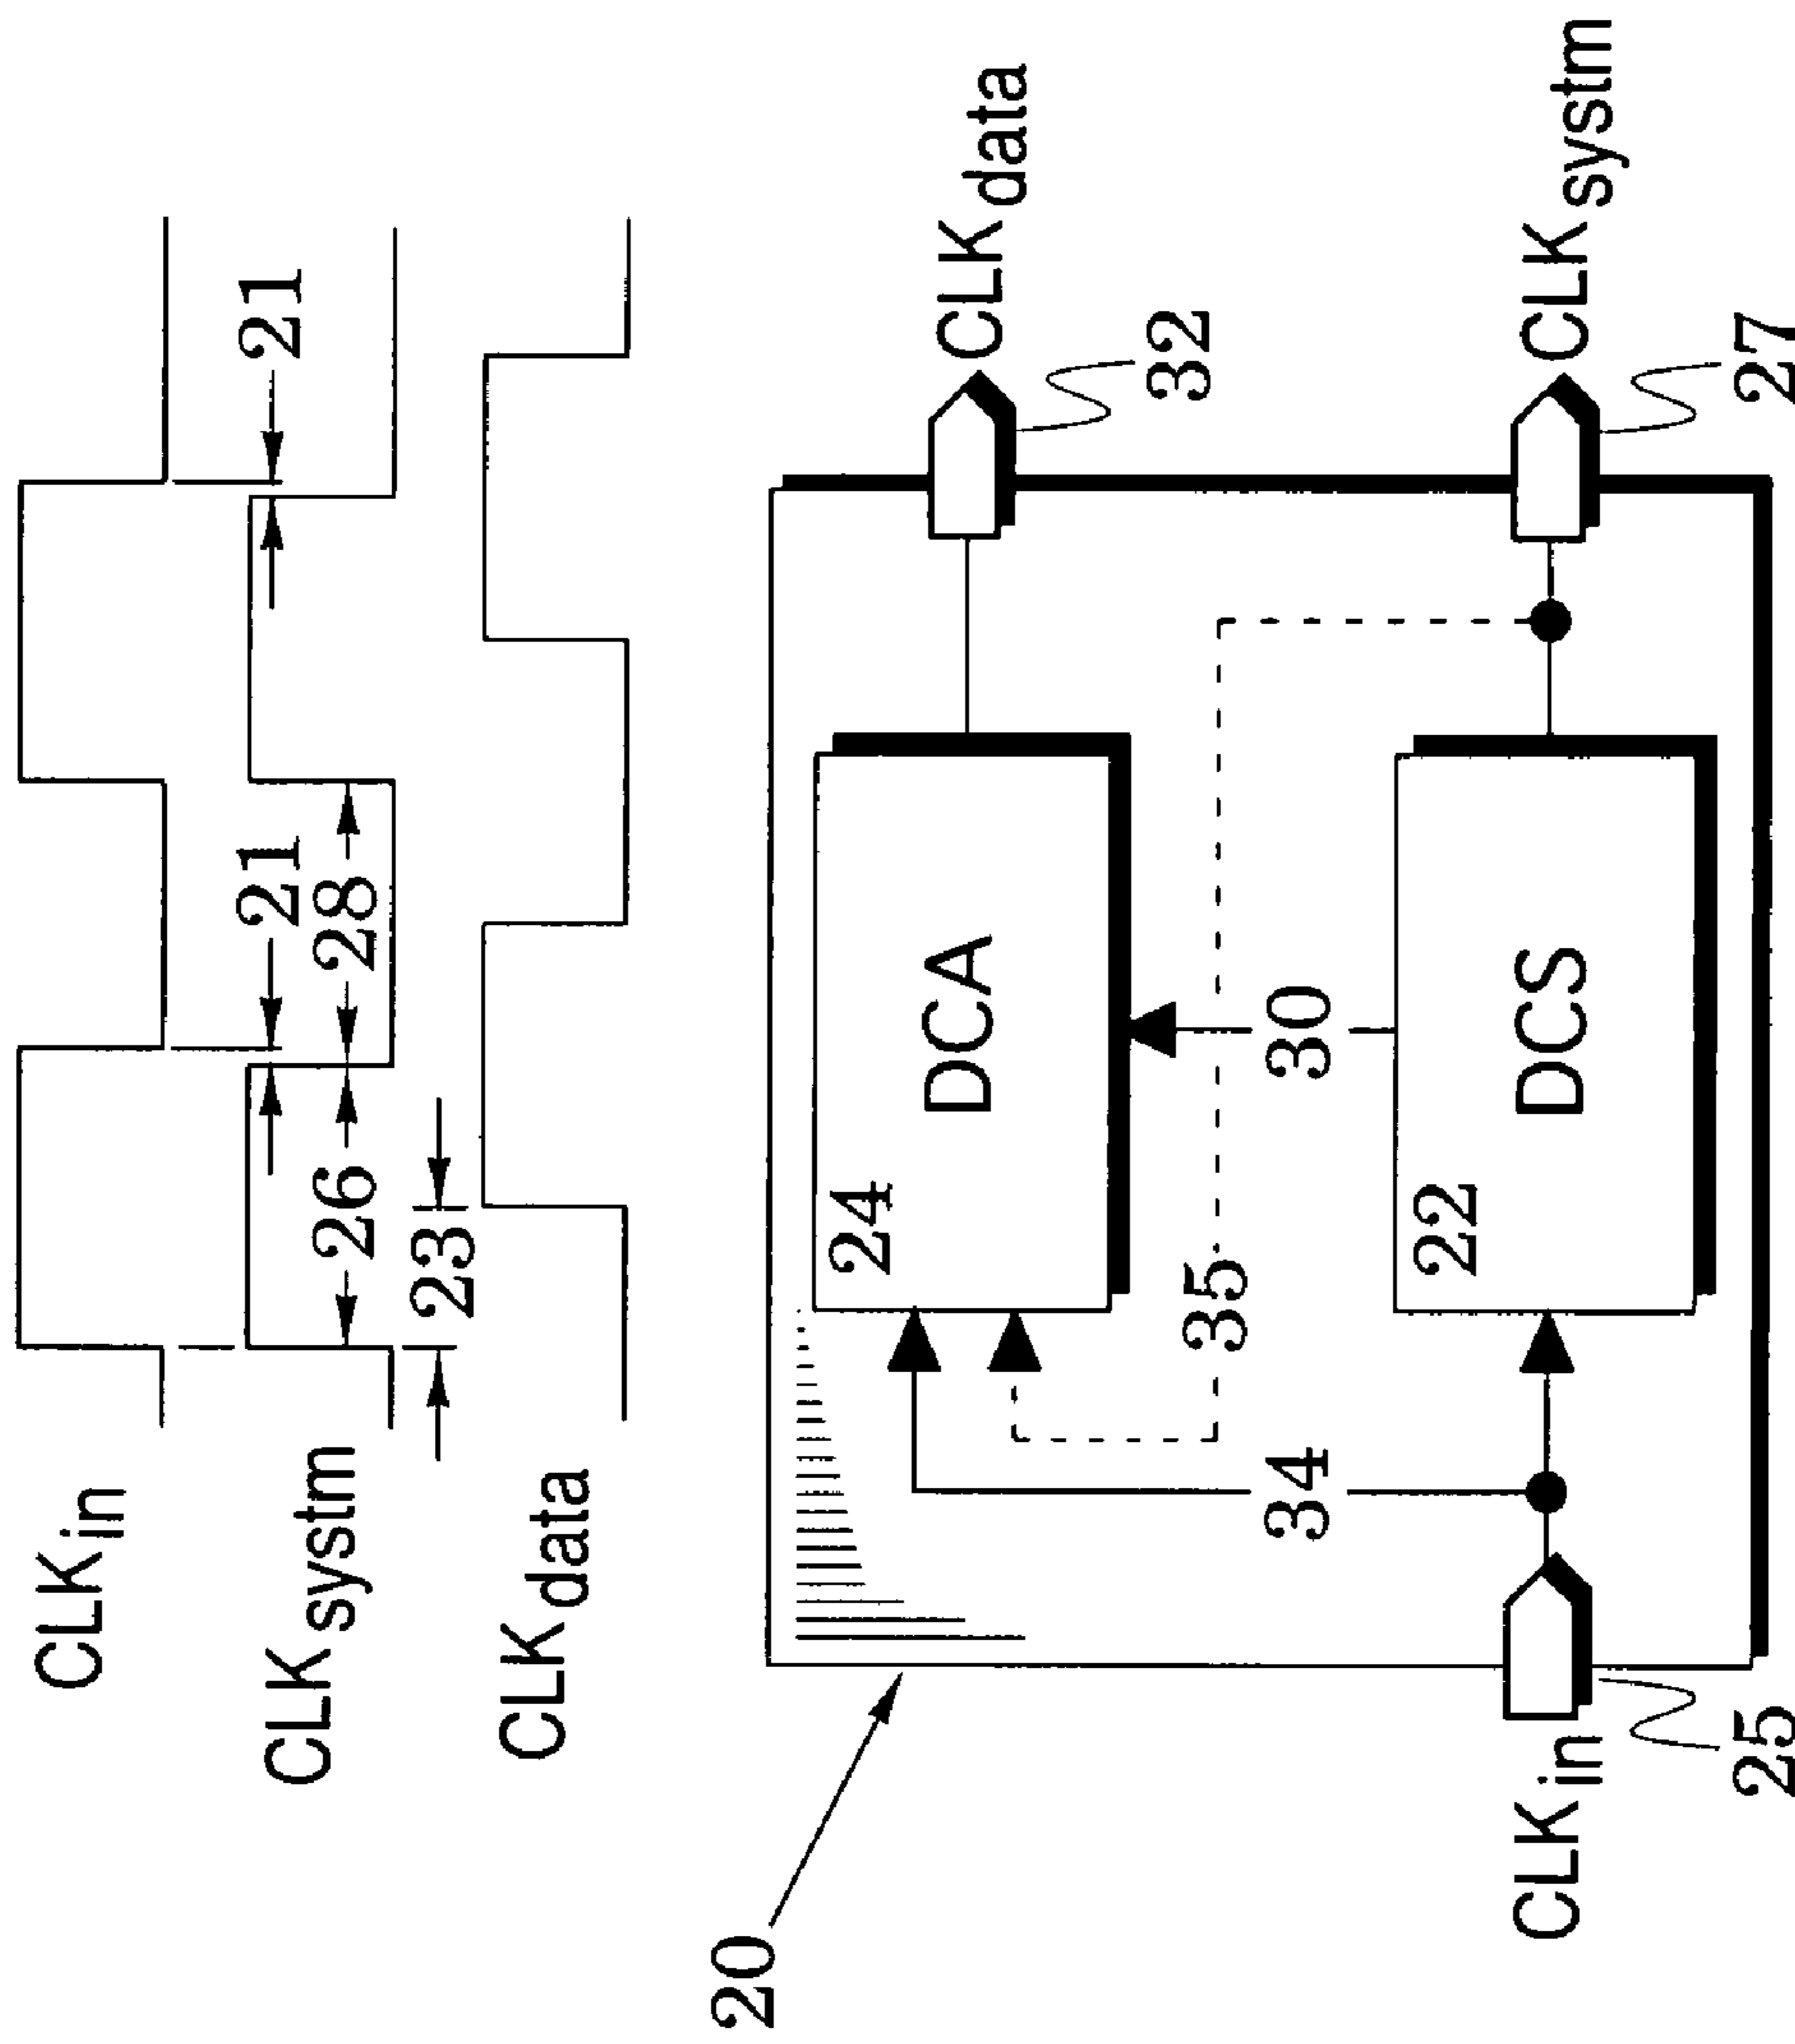 CLKin
CLKsystm
CLKdata
21
21
26
28
23
20
24
DCA
CLKdata
32
35
30
34
22
DCS
CLKin
25
CLKsystm
27